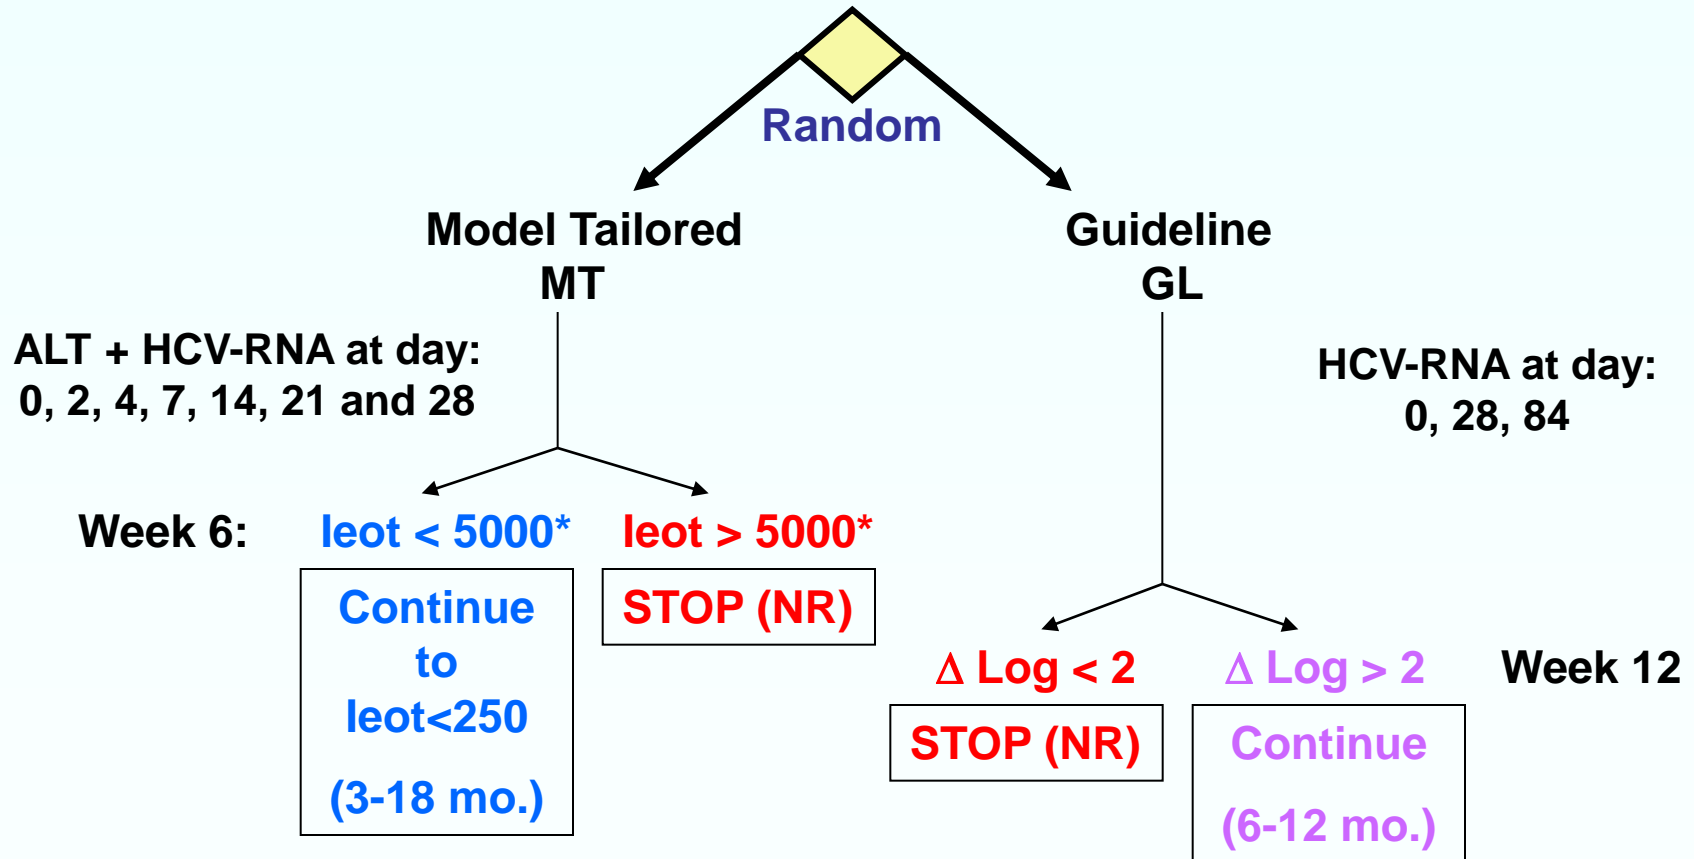 Random
Model Tailored
MT
Guideline
GL
ALT + HCV-RNA at day:
0, 2, 4, 7, 14, 21 and 28
HCV-RNA at day:
0, 28, 84
Week 6:
Ieot < 5000*
Ieot > 5000*
Continue
to
Ieot<250
(3-18 mo.)
STOP (NR)
Δ Log < 2
Δ Log > 2
Week 12
STOP (NR)
Continue
(6-12 mo.)